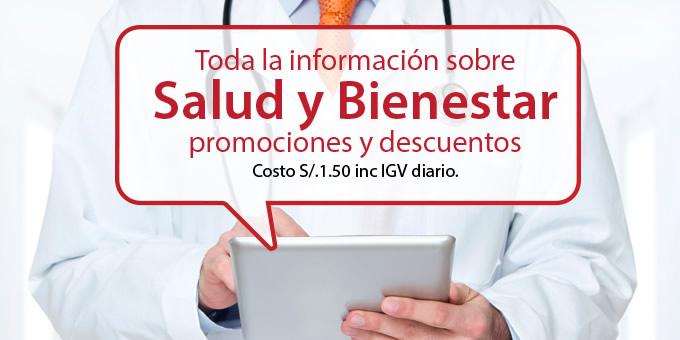 Toda la información sobre
Salud y Bienestar
promociones y descuentos
Costo S/.1.50 inc IGV diario.